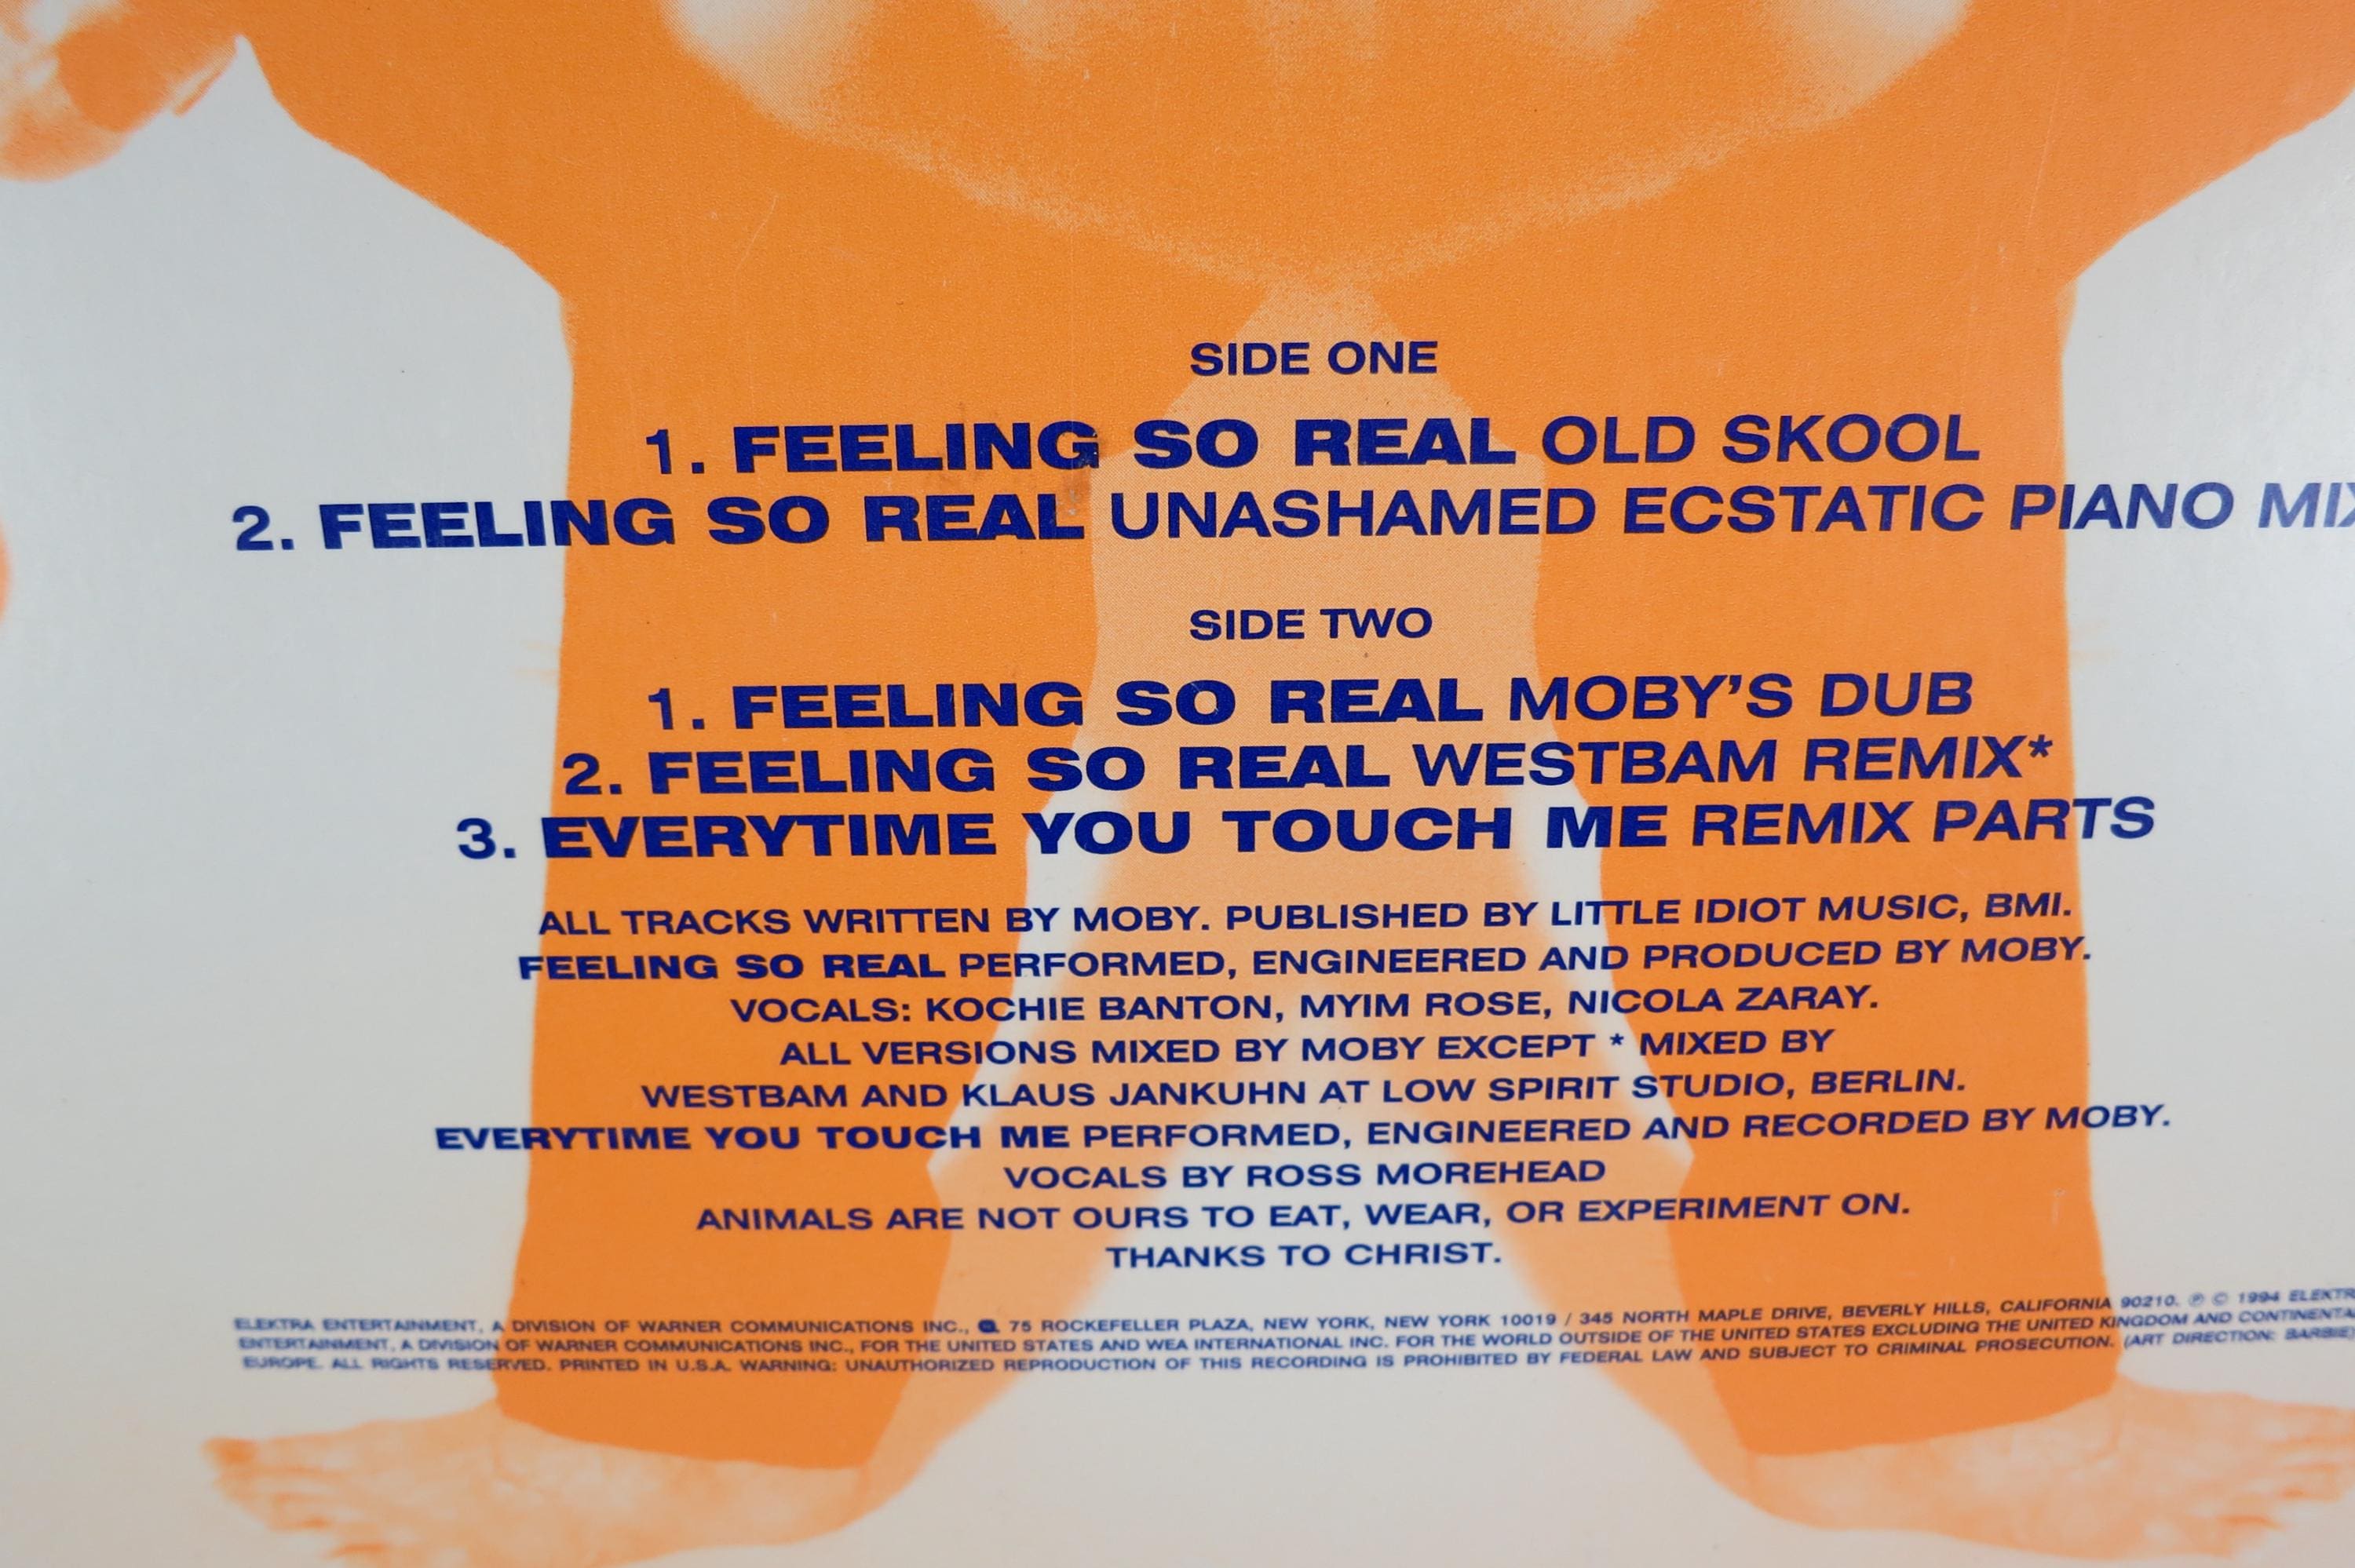 SIDE ONE
1. FEELING SO REAL OLD SKOOL
2. FEELING SO REAL UNASHAMED ECSTATIC PIANO MIX
SIDE TWO
1. FEELING SO REAL MOBY'S DUB
2. FEELING SO REAL WESTBAM REMIX*
3. EVERYTIME YOU TOUCH ME REMIX PARTS
ALL TRACKS WRITTEN BY MOBY. PUBLISHED BY LITTLE IDIOT MUSIC, BMI.
FEELING SO REAL PERFORMED, ENGINEERED AND PRODUCED BY MOBY.
VOCALS: KOCHIE BANTON, MYIM ROSE, NICOLA ZARAY.
ALL VERSIONS MIXED BY MOBY EXCEPT * MIXED BY
WESTBAM AND KLAUS JANKUHN AT LOW SPIRIT STUDIO, BERLIN.
EVERYTIME YOU TOUCH ME PERFORMED, ENGINEERED AND RECORDED BY MOBY.
VOCALS BY ROSS MOREHEAD
ANIMALS ARE NOT OURS TO EAT, WEAR, OR EXPERIMENT ON.
THANKS TO CHRIST.
ELEKTRA ENTERTAINMENT, A DIVISION OF WARNER COMMUNICATIONS INC., 75 ROCKEFELLER PLAZA, NEW YORK, NEW YORK 10019 / 345 NORTH MAPLE DRIVE, BEVERLY HILLS, CALIFORNIA 90210. ℗ © 1994 ELEKTR
ENTERTAINMENT, A DIVISION OF WARNER COMMUNICATIONS INC., FOR THE UNITED STATES AND WEA INTERNATIONAL INC. FOR THE WORLD OUTSIDE OF THE UNITED STATES EXCLUDING THE UNITED KINGDOM AND CONTINENTA
EUROPE. ALL RIGHTS RESERVED. PRINTED IN U.S.A. WARNING: UNAUTHORIZED REPRODUCTION OF THIS RECORDING IS PROHIBITED BY FEDERAL LAW AND SUBJECT TO CRIMINAL PROSECUTION. (ART DIRECTION: BARBIE)